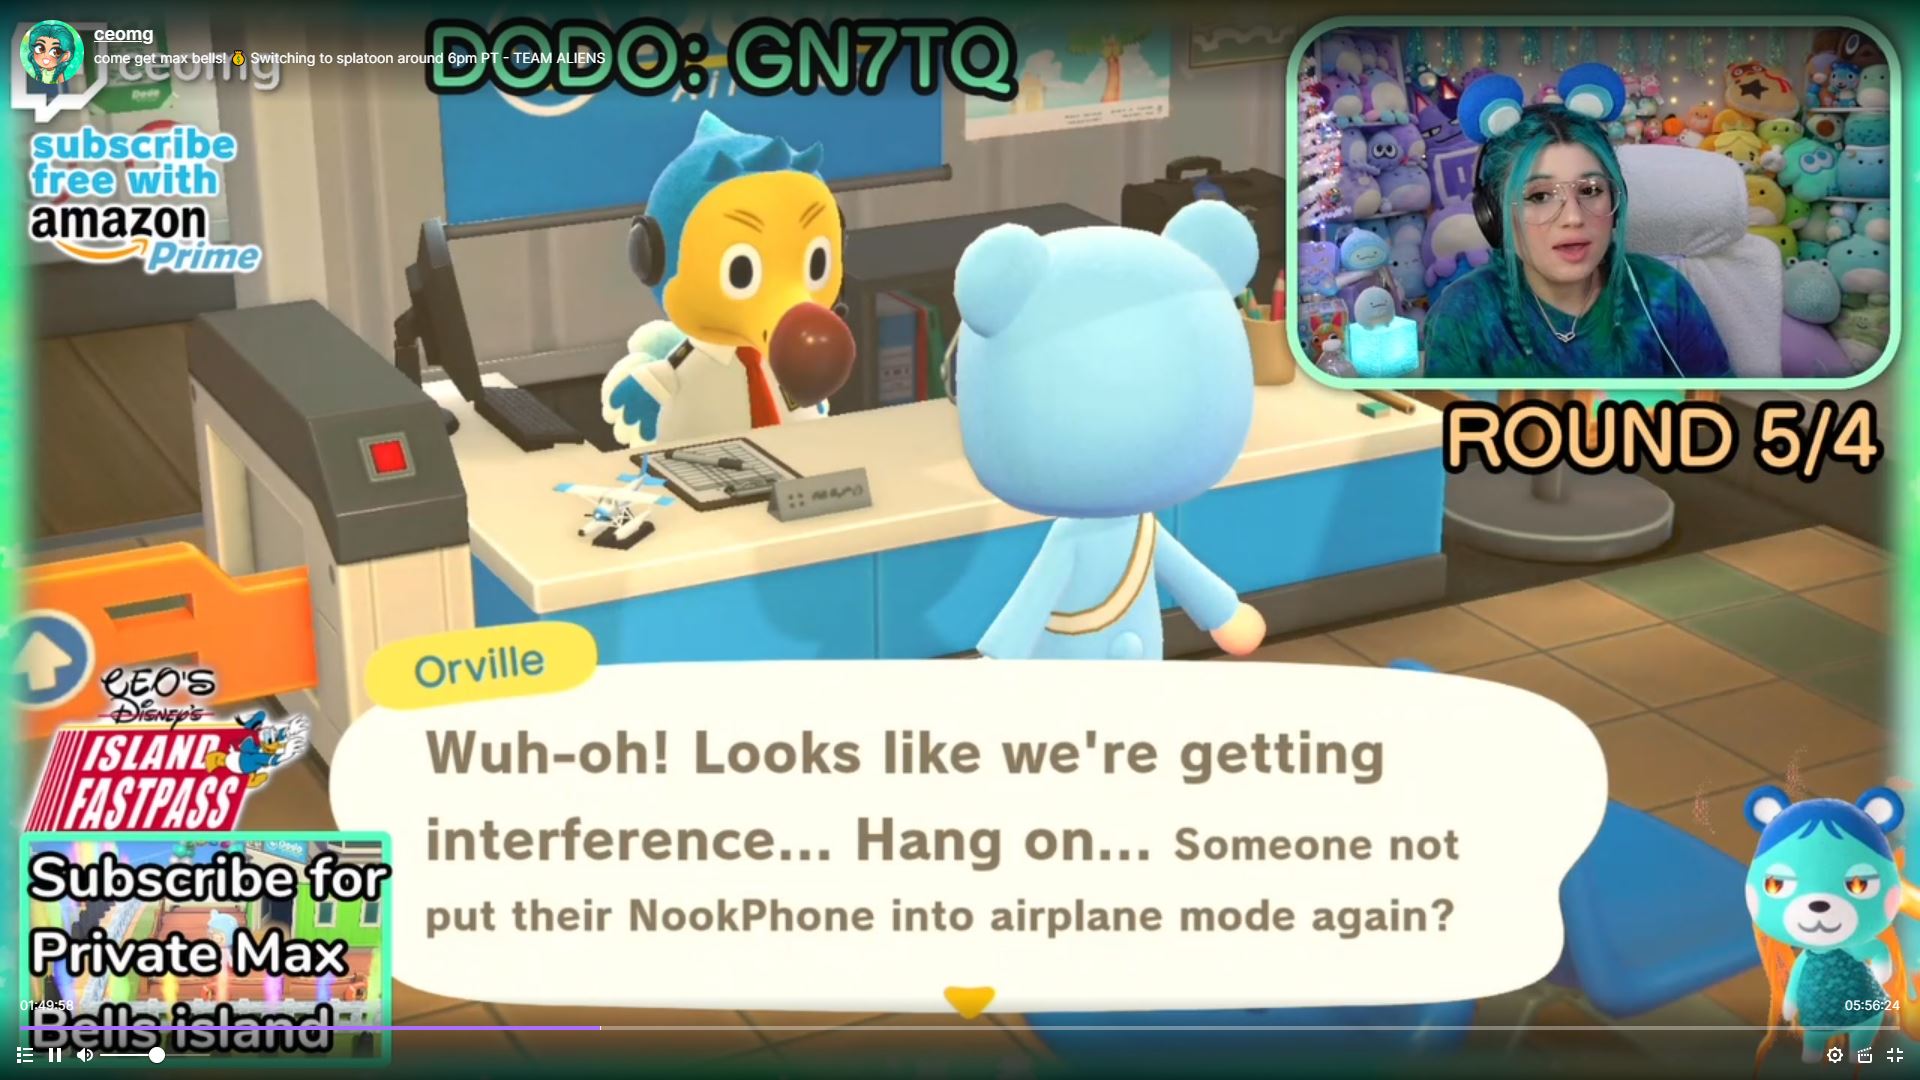 ceomg
come get max bells! 💰 Switching to splatoon around 6pm PT - TEAM ALIENS
ceomg
DODO: GN7TQ
subscribe
free with
amazon
Prime
ROUND 5/4
Orville
Wuh-oh! Looks like we're getting
interference... Hang on... Someone not
put their NookPhone into airplane mode again?
CEO'S
Disney's
ISLAND
FASTPASS
Subscribe for
Private Max
Bells island
01:49:58
05:56:24